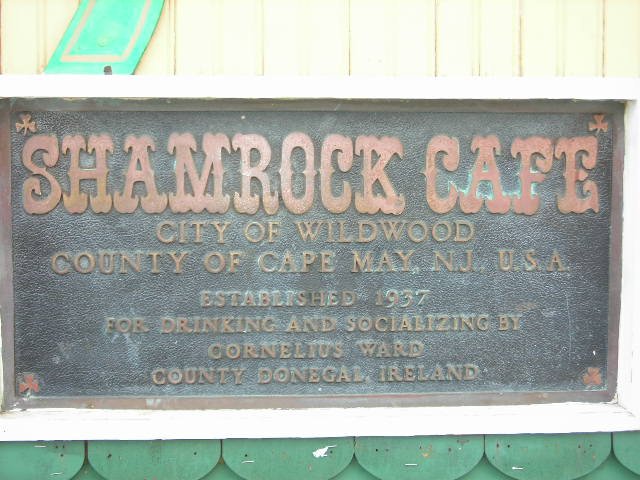 SHAMROCK CAFE
CITY OF WILDWOOD
COUNTY OF CAPE MAY, N.J. U.S.A.
ESTABLISHED 1937
FOR DRINKING AND SOCIALIZING BY
CORNELIUS WARD
COUNTY DONEGAL, IRELAND